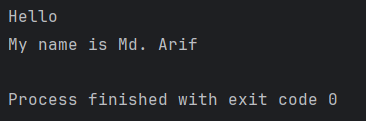 Hello
My name is Md. Arif
Process finished with exit code 0